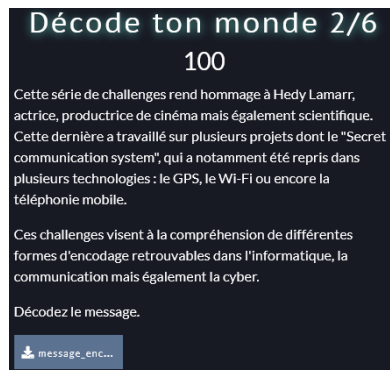 Décode ton monde 2/6
100
Cette série de challenges rend hommage à Hedy Lamarr,
actrice, productrice de cinéma mais également scientifique.
Cette dernière a travaillé sur plusieurs projets dont le "Secret
communication system", qui a notamment été repris dans
plusieurs technologies : le GPS, le Wi-Fi ou encore la
téléphonie mobile.
Ces challenges visent à la compréhension de différentes
formes d'encodage retrouvables dans l'informatique, la
communication mais également la cyber.
Décodez le message.
message_enc...